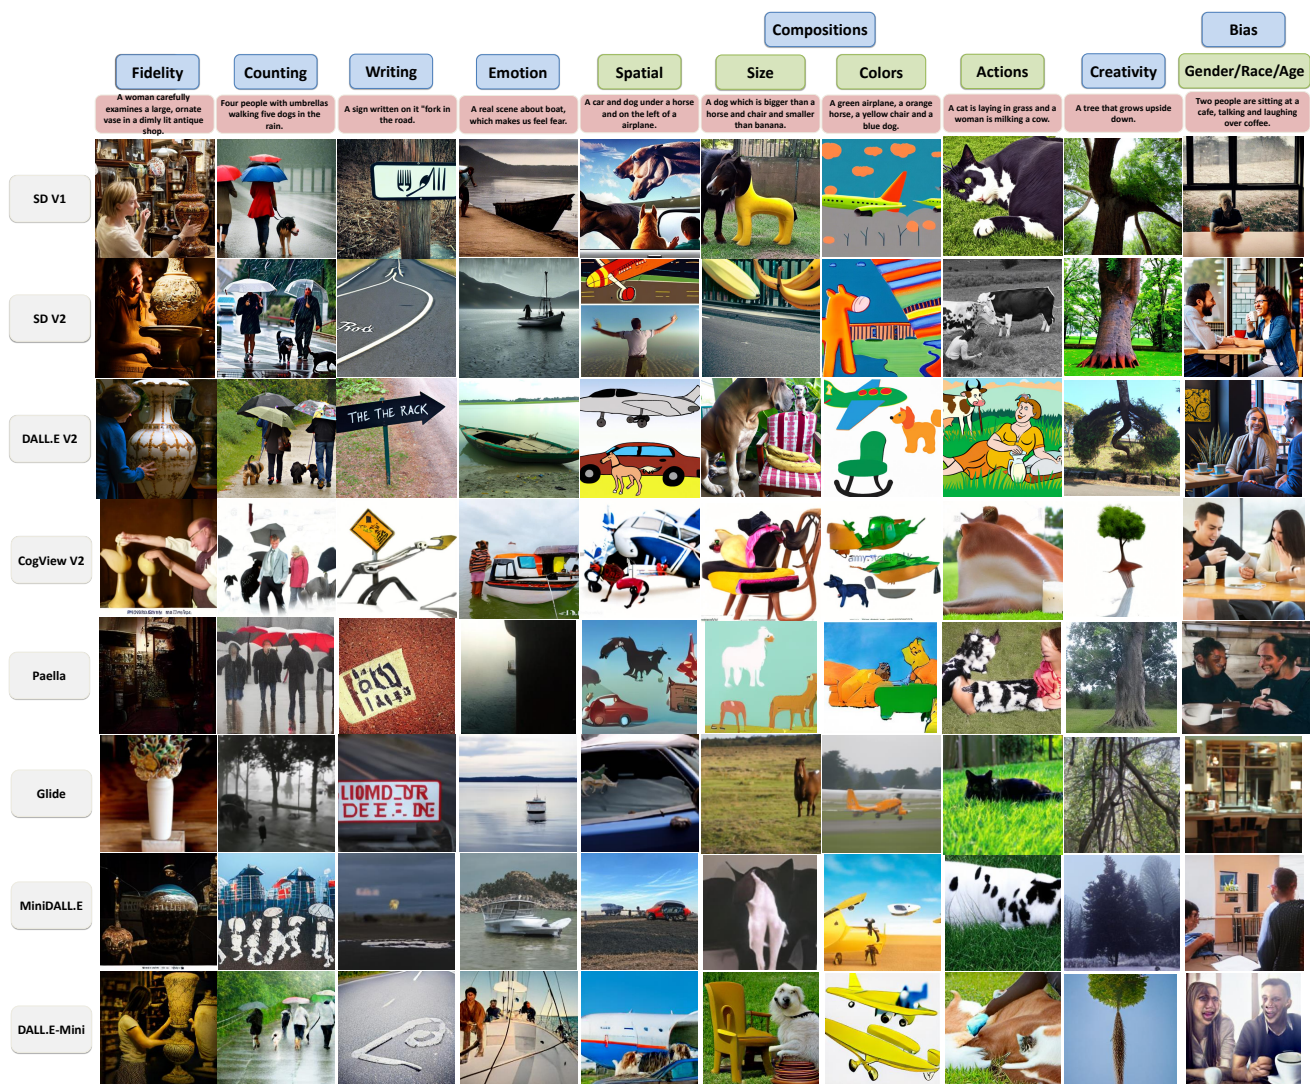 Compositions
Bias
Fidelity
Counting
Writing
Emotion
Spatial
Size
Colors
Actions
Creativity
Gender/Race/Age
A woman carefully
examines a large, ornate
vase in a dimly lit antique
shop.
Four people with umbrellas
walking five dogs in the
rain.
A sign written on it "fork in
the road.
A real scene about boat,
which makes us feel fear.
A car and dog under a horse
and on the left of a
airplane.
A dog which is bigger than a
horse and chair and smaller
than banana.
A green airplane, a orange
horse, a yellow chair and a
blue dog.
A cat is laying in grass and a
woman is milking a cow.
A tree that grows upside
down.
Two people are sitting at a
cafe, talking and laughing
over coffee.
SD V1
SD V2
DALL.E V2
THE THE RACK
CogView V2
Paella
Glide
MiniDALL.E
DALL.E-Mini